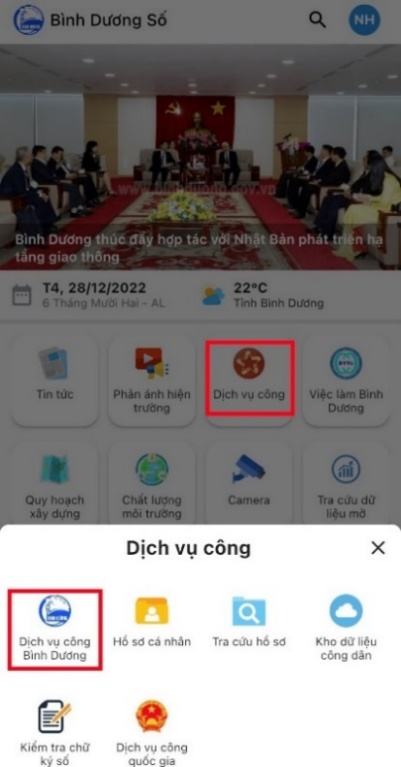 Bình Dương Số
NH
www.binhduong.gov.vn
Bình Dương thúc đẩy hợp tác với Nhật Bản phát triển hạ
tầng giao thông
T4, 28/12/2022
6 Tháng Mười Hai - AL
22°C
Tỉnh Bình Dương
Tin tức
Phản ánh hiện
trường
Dịch vụ công
Việc làm Bình
Dương
Quy hoạch
xây dựng
Chất lượng
môi trường
Camera
Tra cứu dữ
liệu mở
Dịch vụ công
Dịch vụ công
Bình Dương
Hồ sơ cá nhân
Tra cứu hồ sơ
Kho dữ liệu
công dân
Kiểm tra chữ
ký số
Dịch vụ công
quốc gia